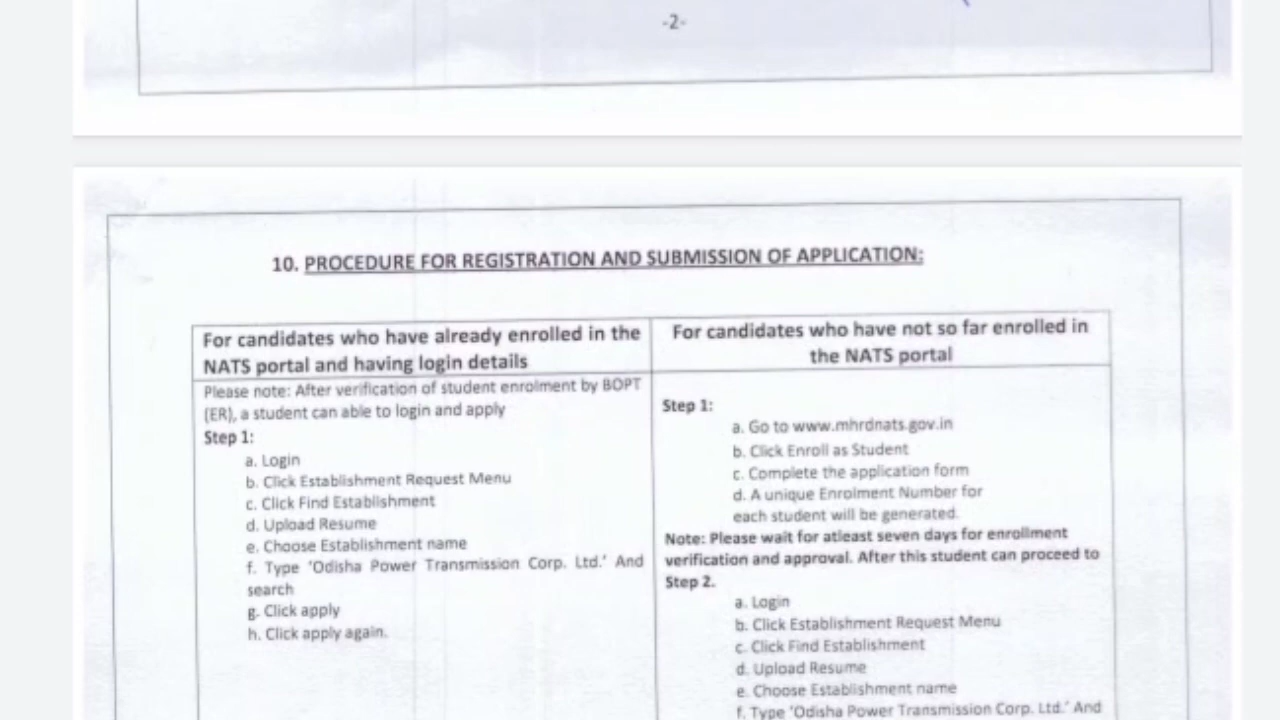 -2-
10. PROCEDURE FOR REGISTRATION AND SUBMISSION OF APPLICATION:
For candidates who have already enrolled in the
NATS portal and having login details
Please note: After verification of student enrolment by BOPT
(ER), a student can able to login and apply
Step 1:
a. Login
b. Click Establishment Request Menu
c. Click Find Establishment
d. Upload Resume
e. Choose Establishment name
f. Type 'Odisha Power Transmission Corp. Ltd.' And
search
g. Click apply
h. Click apply again.
For candidates who have not so far enrolled in
the NATS portal
Step 1:
a. Go to www.mhrdnats.gov.in
b. Click Enroll as Student
c. Complete the application form
d. A unique Enrolment Number for
each student will be generated.
Note: Please wait for atleast seven days for enrollment
verification and approval. After this student can proceed to
Step 2.
a. Login
b. Click Establishment Request Menu
c. Click Find Establishment
d. Upload Resume
e. Choose Establishment name
f. Type 'Odisha Power Transmission Corp. Ltd.' And